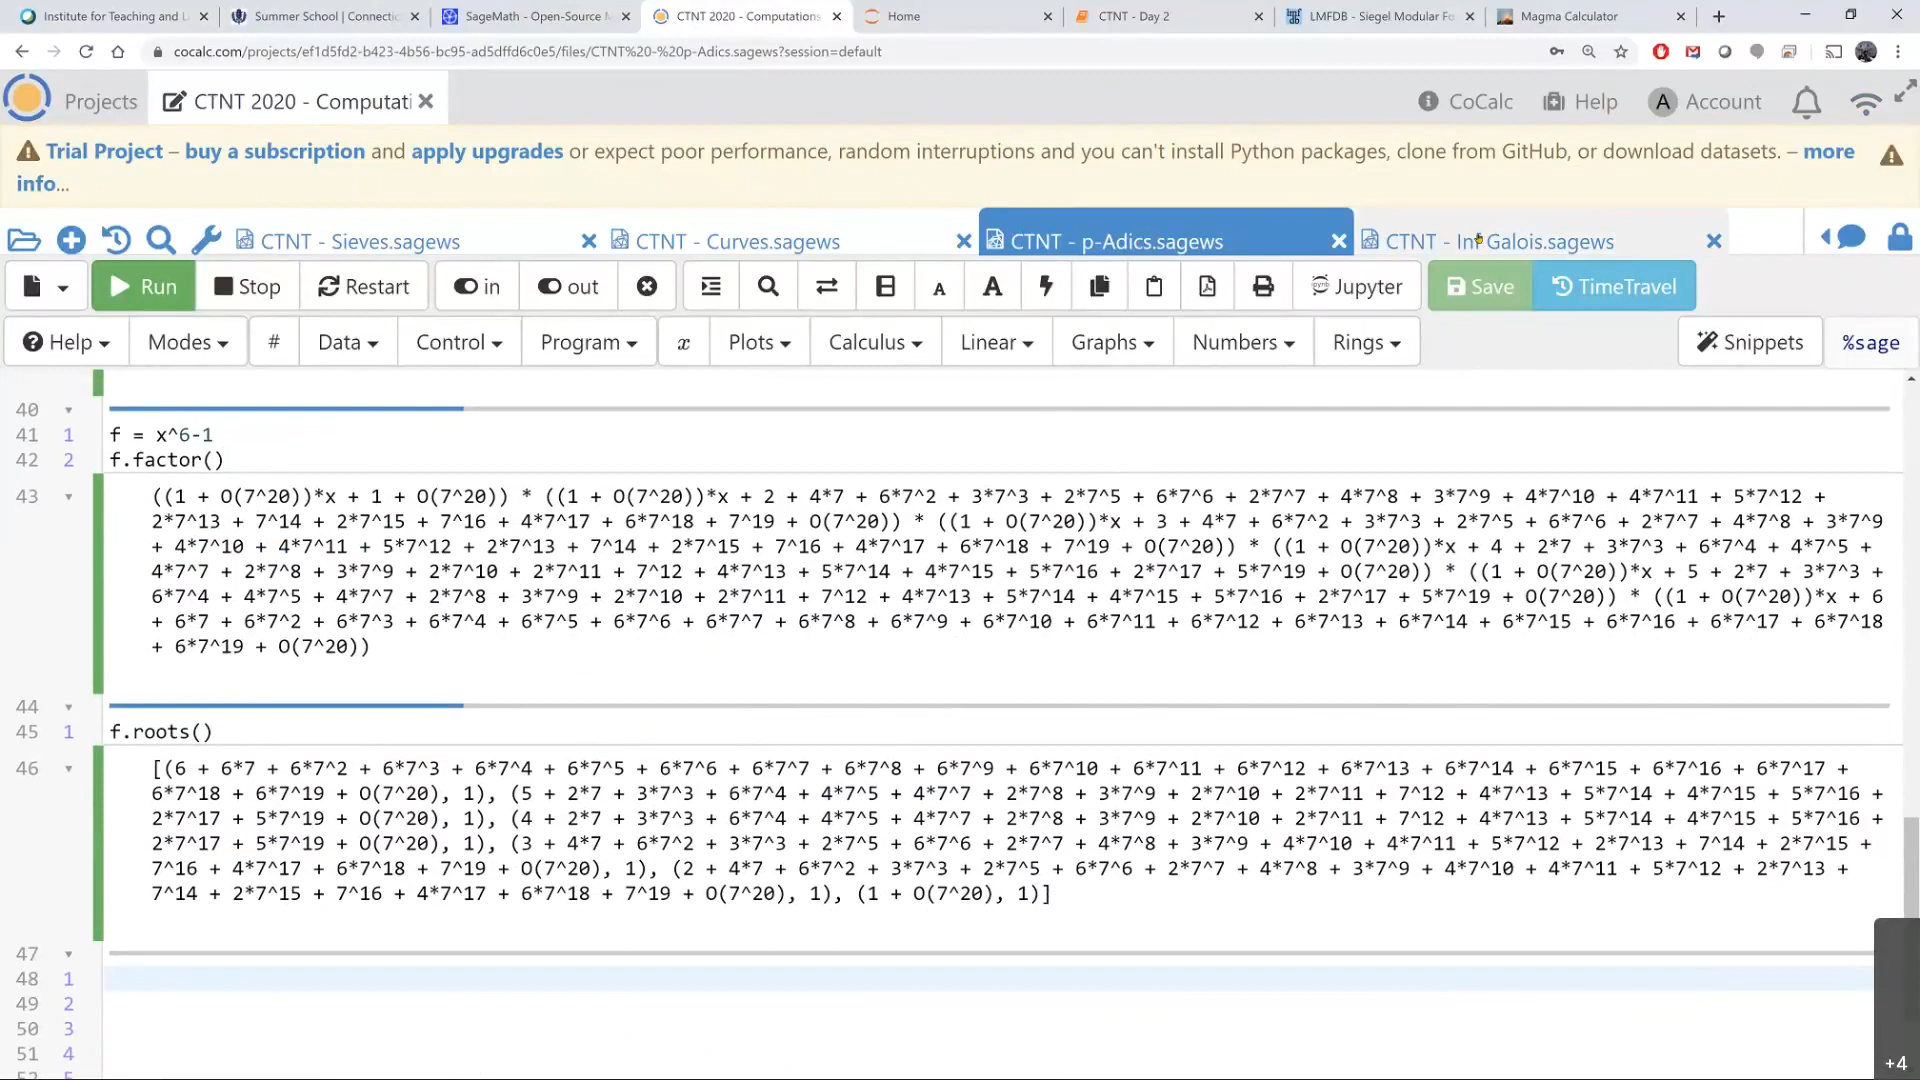 Institute for Teaching and L
Summer School | Connectic
SageMath - Open-Source M
CTNT 2020 - Computations
Home
CTNT - Day 2
LMFDB - Siegel Modular Fo
Magma Calculator
cocalc.com/projects/ef1d5fd2-b423-4b56-bc95-ad5dffd6c0e5/files/CTNT%20-%20p-Adics.sagews?session=default
Projects
CTNT 2020 - Computati
CoCalc
Help
A Account
Trial Project – buy a subscription and apply upgrades or expect poor performance, random interruptions and you can't install Python packages, clone from GitHub, or download datasets. – more
info...
CTNT - Sieves.sagews
CTNT - Curves.sagews
CTNT - p-Adics.sagews
CTNT - In Galois.sagews
Run
Stop
Restart
in
out
A
A
Jupyter
Save
TimeTravel
Help
Modes
#
Data
Control
Program
x
Plots
Calculus
Linear
Graphs
Numbers
Rings
Snippets
%sage
40
41 1 f = x^6-1
42 2 f.factor()
43 ((1 + O(7^20))*x + 1 + O(7^20)) * ((1 + O(7^20))*x + 2 + 4*7 + 6*7^2 + 3*7^3 + 2*7^5 + 6*7^6 + 2*7^7 + 4*7^8 + 3*7^9 + 4*7^10 + 4*7^11 + 5*7^12 +
2*7^13 + 7^14 + 2*7^15 + 7^16 + 4*7^17 + 6*7^18 + 7^19 + O(7^20)) * ((1 + O(7^20))*x + 3 + 4*7 + 6*7^2 + 3*7^3 + 2*7^5 + 6*7^6 + 2*7^7 + 4*7^8 + 3*7^9
+ 4*7^10 + 4*7^11 + 5*7^12 + 2*7^13 + 7^14 + 2*7^15 + 7^16 + 4*7^17 + 6*7^18 + 7^19 + O(7^20)) * ((1 + O(7^20))*x + 4 + 2*7 + 3*7^3 + 6*7^4 + 4*7^5 +
4*7^7 + 2*7^8 + 3*7^9 + 2*7^10 + 2*7^11 + 7^12 + 4*7^13 + 5*7^14 + 4*7^15 + 5*7^16 + 2*7^17 + 5*7^19 + O(7^20)) * ((1 + O(7^20))*x + 5 + 2*7 + 3*7^3 +
6*7^4 + 4*7^5 + 4*7^7 + 2*7^8 + 3*7^9 + 2*7^10 + 2*7^11 + 7^12 + 4*7^13 + 5*7^14 + 4*7^15 + 5*7^16 + 2*7^17 + 5*7^19 + O(7^20)) * ((1 + O(7^20))*x + 6
+ 6*7 + 6*7^2 + 6*7^3 + 6*7^4 + 6*7^5 + 6*7^6 + 6*7^7 + 6*7^8 + 6*7^9 + 6*7^10 + 6*7^11 + 6*7^12 + 6*7^13 + 6*7^14 + 6*7^15 + 6*7^16 + 6*7^17 + 6*7^18
+ 6*7^19 + O(7^20))
44
45 1 f.roots()
46 [(6 + 6*7 + 6*7^2 + 6*7^3 + 6*7^4 + 6*7^5 + 6*7^6 + 6*7^7 + 6*7^8 + 6*7^9 + 6*7^10 + 6*7^11 + 6*7^12 + 6*7^13 + 6*7^14 + 6*7^15 + 6*7^16 + 6*7^17 +
6*7^18 + 6*7^19 + O(7^20), 1), (5 + 2*7 + 3*7^3 + 6*7^4 + 4*7^5 + 4*7^7 + 2*7^8 + 3*7^9 + 2*7^10 + 2*7^11 + 7^12 + 4*7^13 + 5*7^14 + 4*7^15 + 5*7^16 +
2*7^17 + 5*7^19 + O(7^20), 1), (4 + 2*7 + 3*7^3 + 6*7^4 + 4*7^5 + 4*7^7 + 2*7^8 + 3*7^9 + 2*7^10 + 2*7^11 + 7^12 + 4*7^13 + 5*7^14 + 4*7^15 + 5*7^16 +
2*7^17 + 5*7^19 + O(7^20), 1), (3 + 4*7 + 6*7^2 + 3*7^3 + 2*7^5 + 6*7^6 + 2*7^7 + 4*7^8 + 3*7^9 + 4*7^10 + 4*7^11 + 5*7^12 + 2*7^13 + 7^14 + 2*7^15 +
7^16 + 4*7^17 + 6*7^18 + 7^19 + O(7^20), 1), (2 + 4*7 + 6*7^2 + 3*7^3 + 2*7^5 + 6*7^6 + 2*7^7 + 4*7^8 + 3*7^9 + 4*7^10 + 4*7^11 + 5*7^12 + 2*7^13 +
7^14 + 2*7^15 + 7^16 + 4*7^17 + 6*7^18 + 7^19 + O(7^20), 1), (1 + O(7^20), 1)]
47
48 1
49 2
50 3
51 4
+4